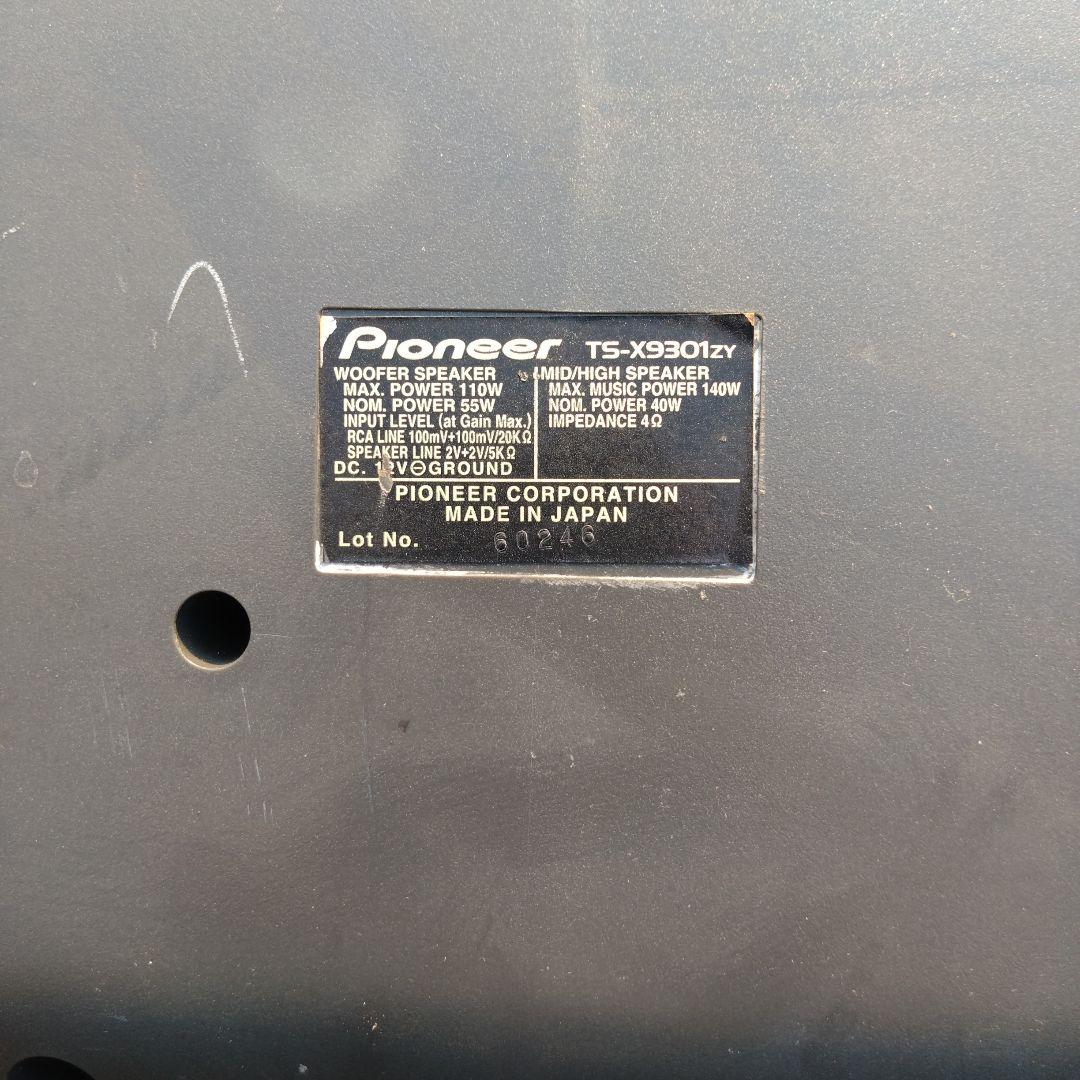 Pioneer TS-X9301ZY
WOOFER SPEAKER
MAX. POWER 110W
NOM. POWER 55W
INPUT LEVEL (at Gain Max.)
RCA LINE 100mV+100mV/20KΩ
SPEAKER LINE 2V+2V/5KΩ
DC. 12V⊖GROUND
MID/HIGH SPEAKER
MAX. MUSIC POWER 140W
NOM. POWER 40W
IMPEDANCE 4Ω
PIONEER CORPORATION
MADE IN JAPAN
Lot No. 60246